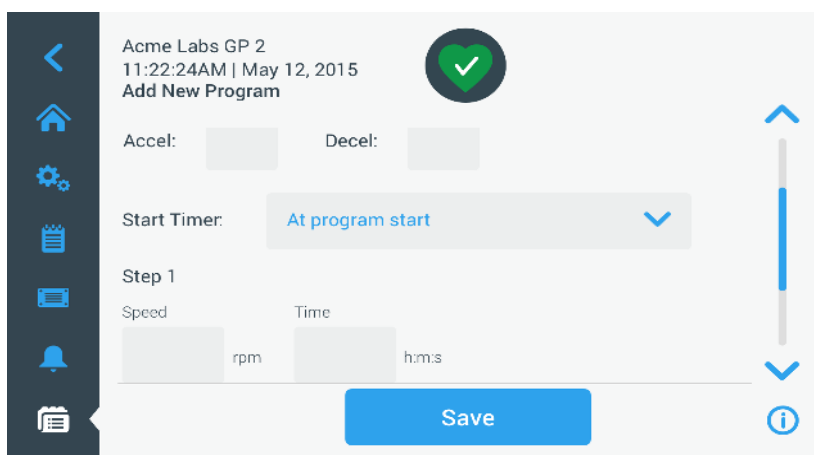 Acme Labs GP 2
11:22:24AM | May 12, 2015
Add New Program
Accel: Decel:
Start Timer: At program start
Step 1
Speed Time
rpm h:m:s
Save